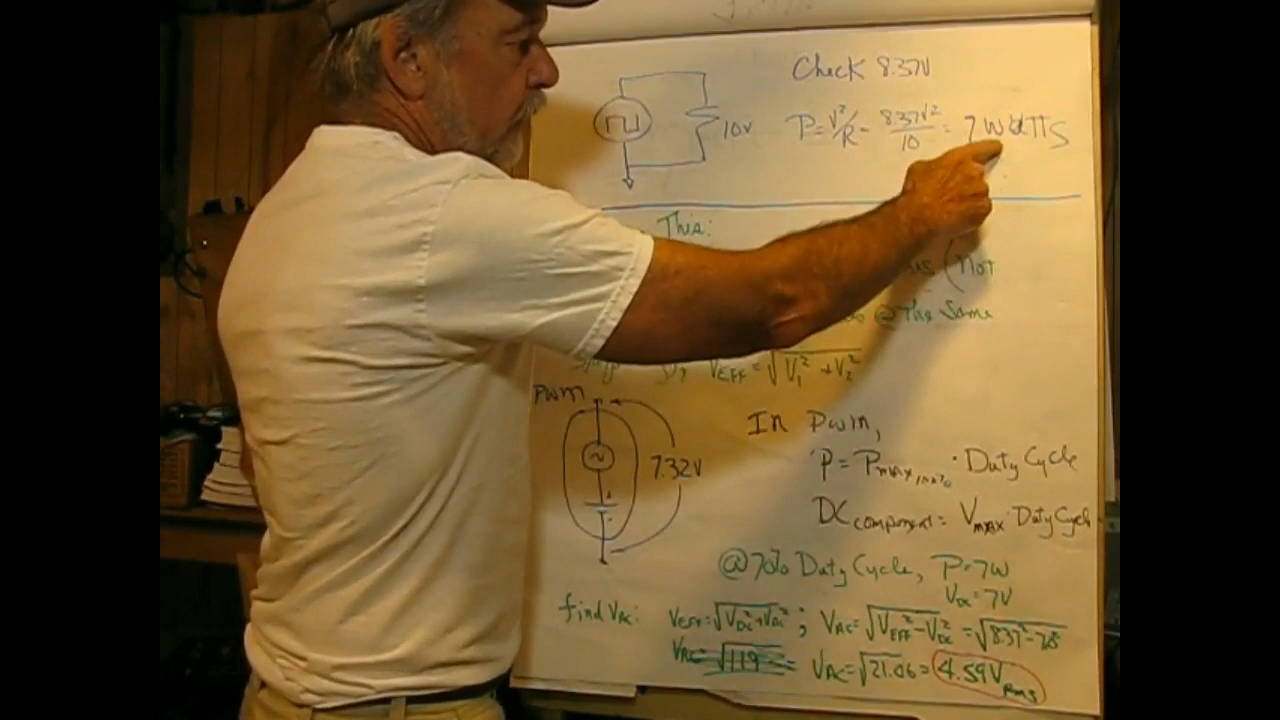 Check 8.37V
10v
P = V²/R = 8.37V²/10 = 7 WATTS
This:
(Not
@ The Same
D, VEFF = √V₁² + V₂²
PWM
7.32V
In PWM,
P = Pmax 100% · Duty Cycle
DC component = Vmax · Duty Cycle
@70% Duty Cycle, P=7W
VDC = 7V
find VAC: VEFF = √VDC² + VAC² ; VAC = √VEFF² - VDC² = √8.37² - 7²
VAC = √119 = VAC = √21.06 = 4.59V RMS